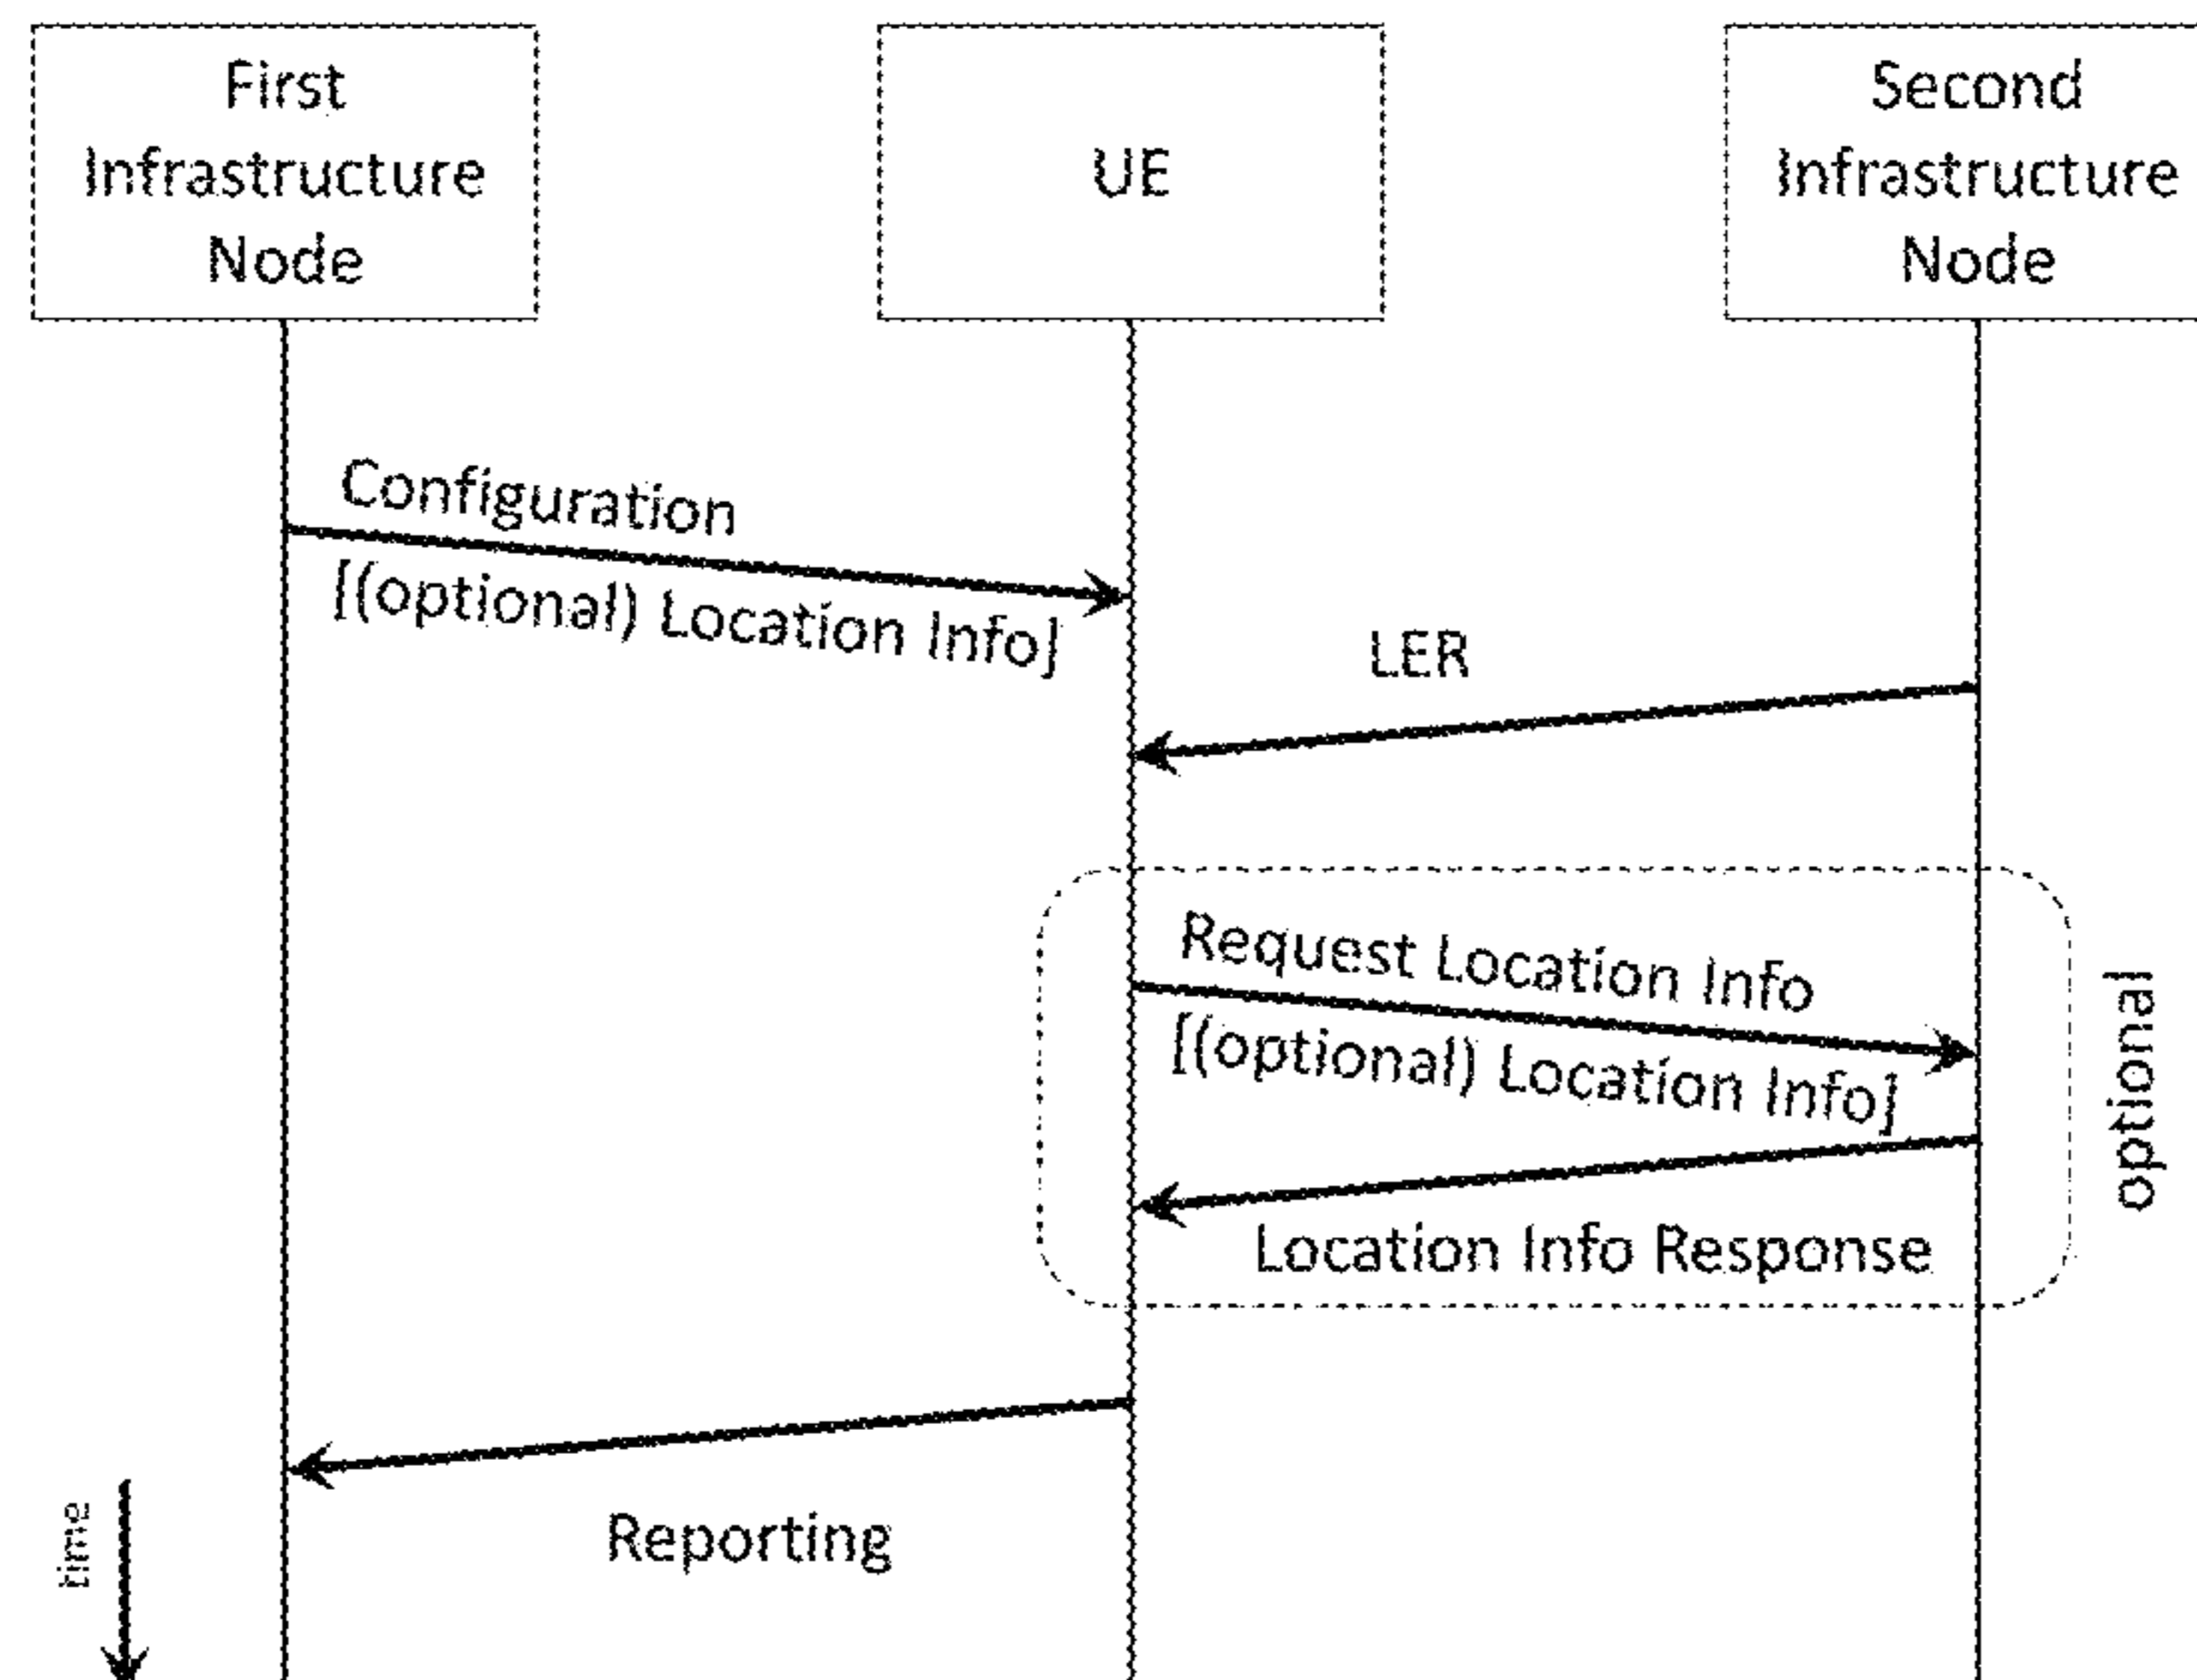 First
Infrastructure
Node
UE
Second
Infrastructure
Node
Configuration
[(optional) Location Info]
LER
Request Location Info
[(optional) Location Info]
Location Info Response
optional
Reporting
time